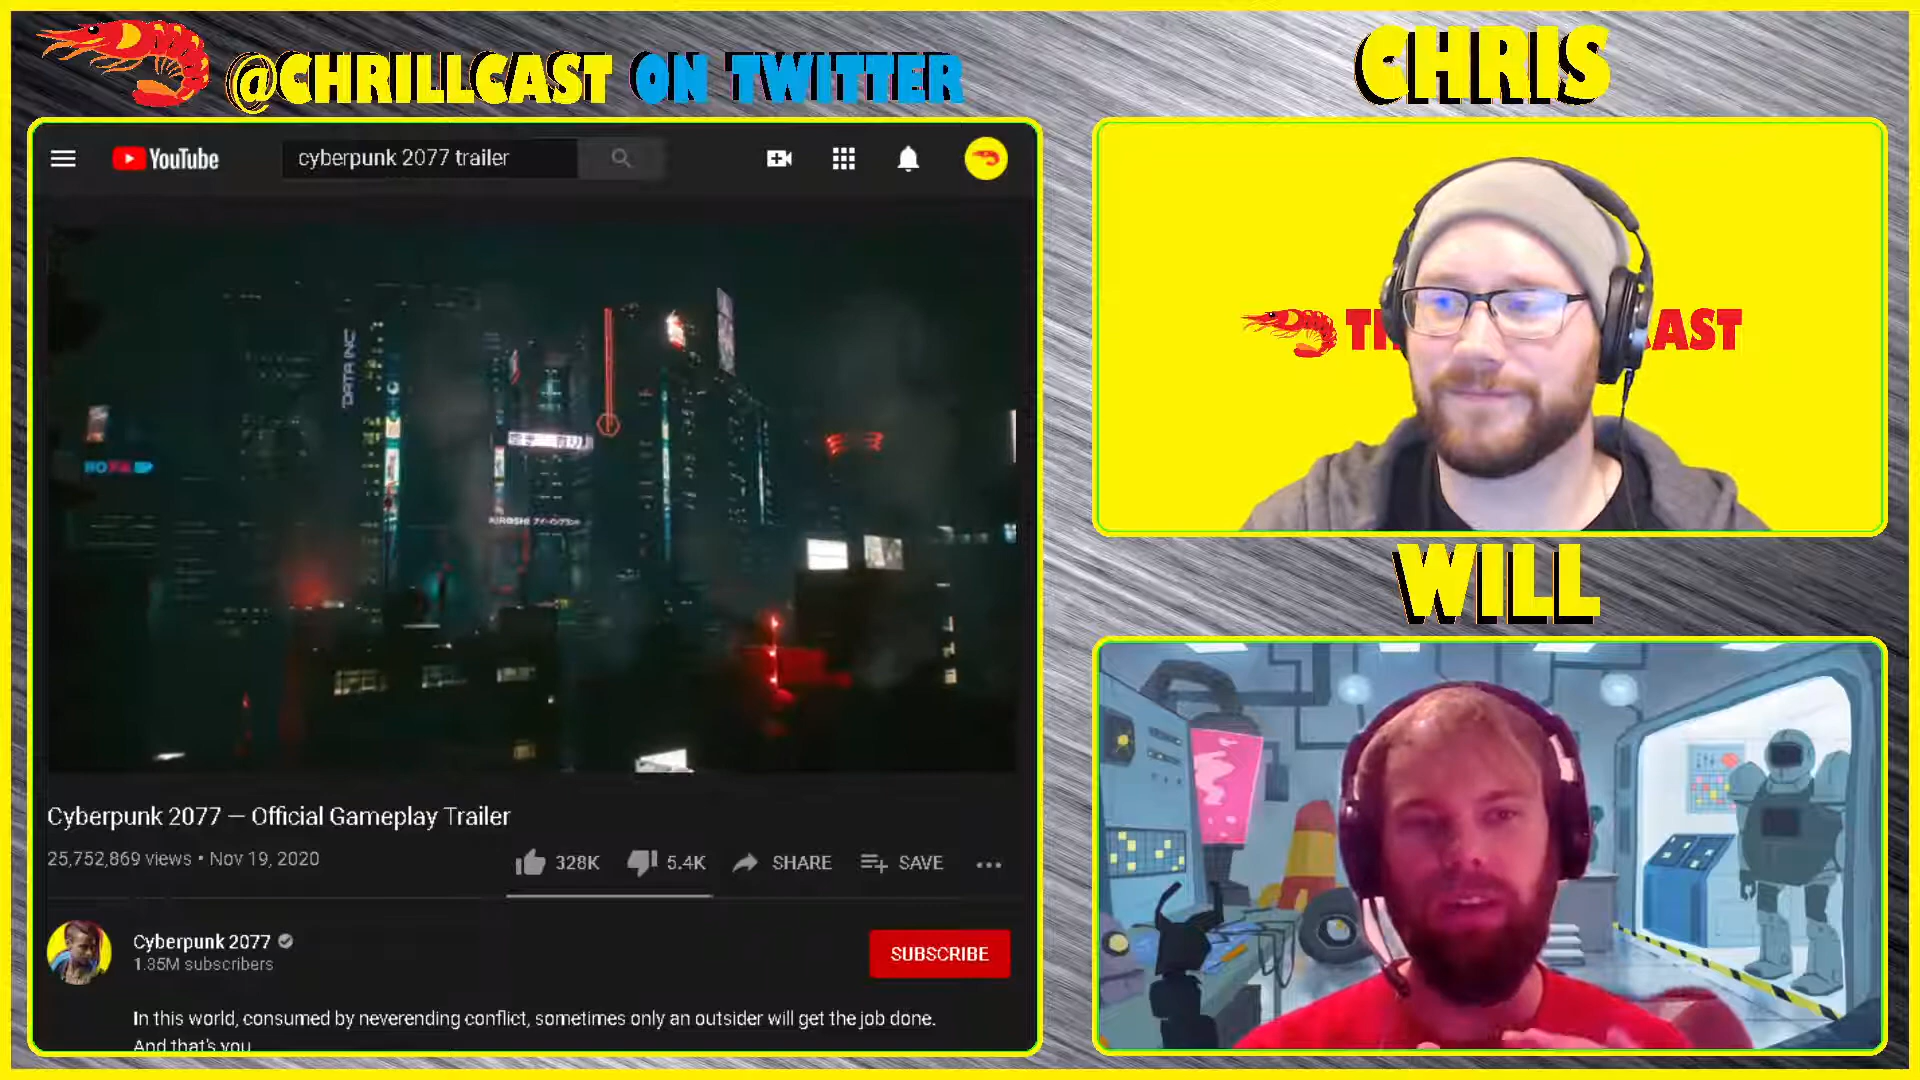 @CHRILLCAST ON TWITTER
CHRIS
YouTube
cyberpunk 2077 trailer
DATA INC
Cyberpunk 2077 — Official Gameplay Trailer
25,752,869 views • Nov 19, 2020
328K
5.4K
SHARE
SAVE
Cyberpunk 2077
1.35M subscribers
SUBSCRIBE
In this world, consumed by neverending conflict, sometimes only an outsider will get the job done.
And that's you
WILL